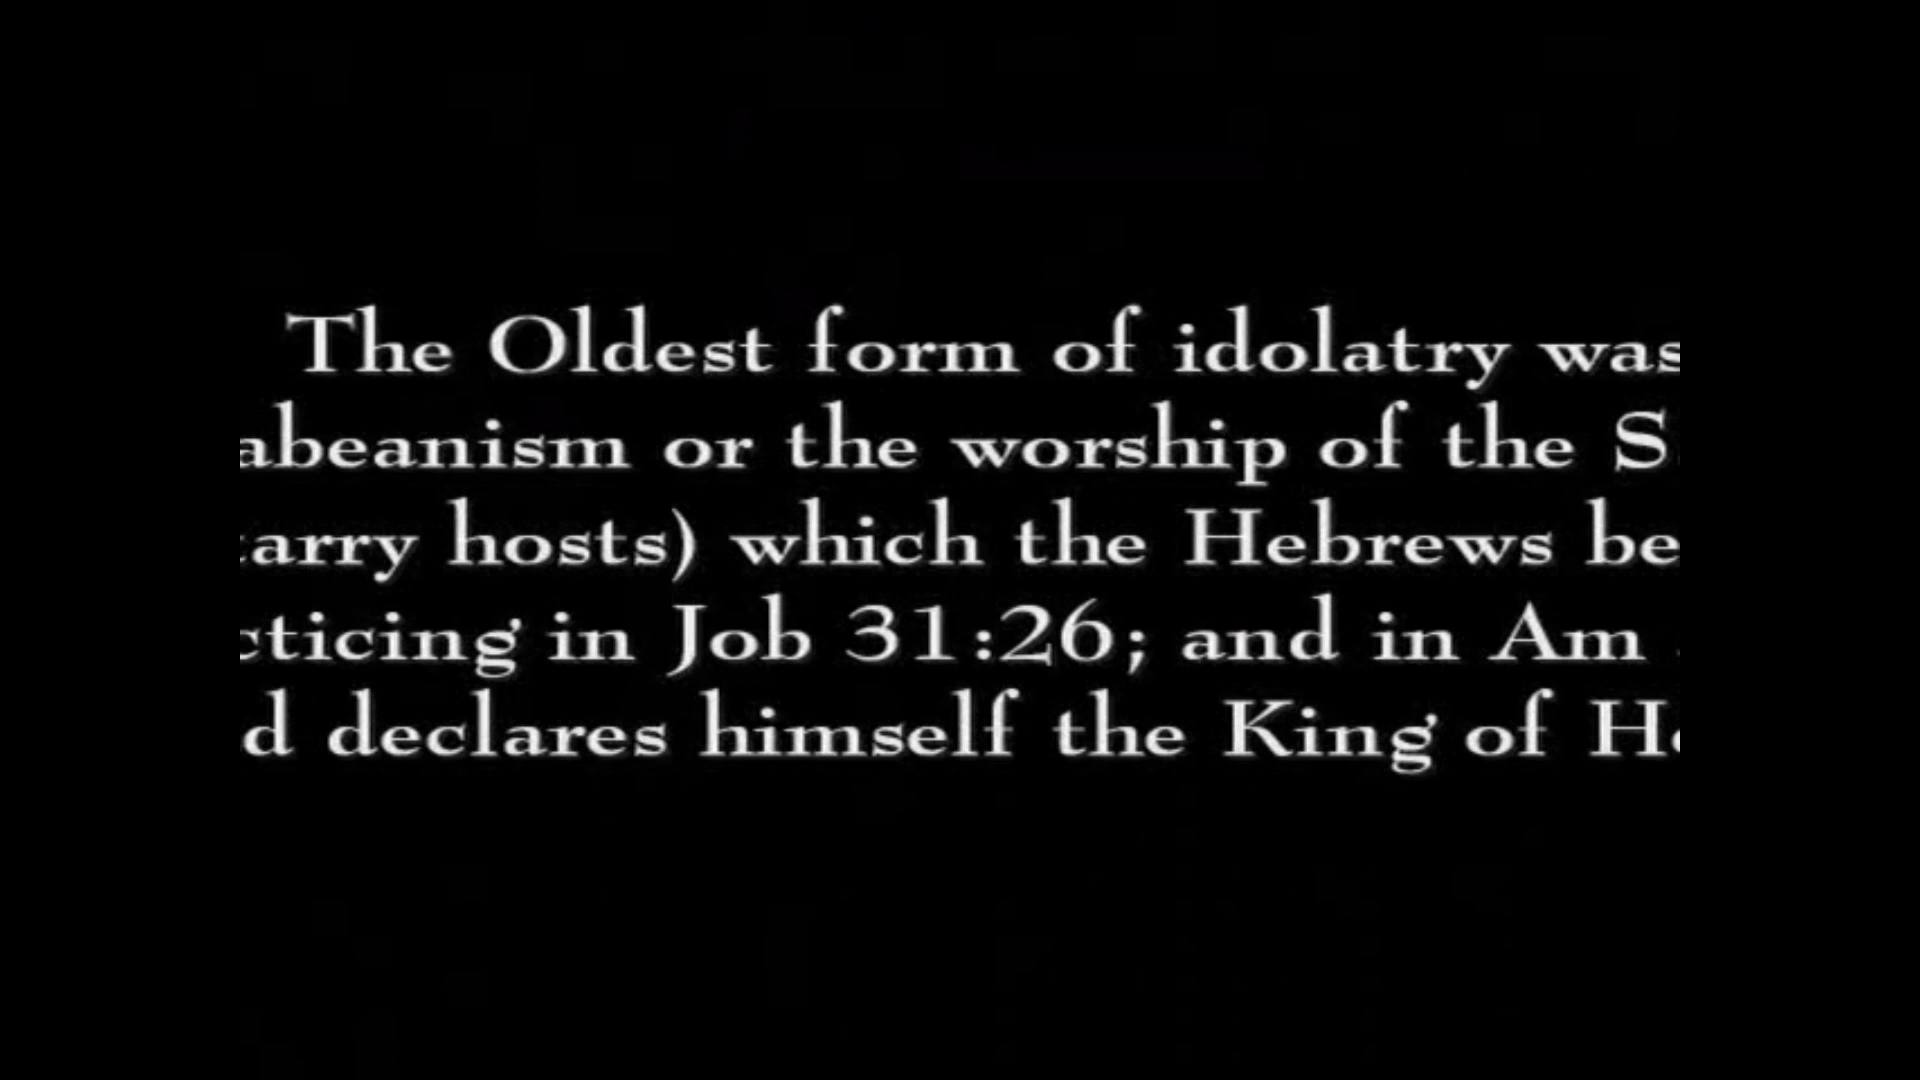 The Oldest form of idolatry was
abeanism or the worship of the S
arry hosts) which the Hebrews be
cticing in Job 31:26; and in Am
d declares himself the King of H